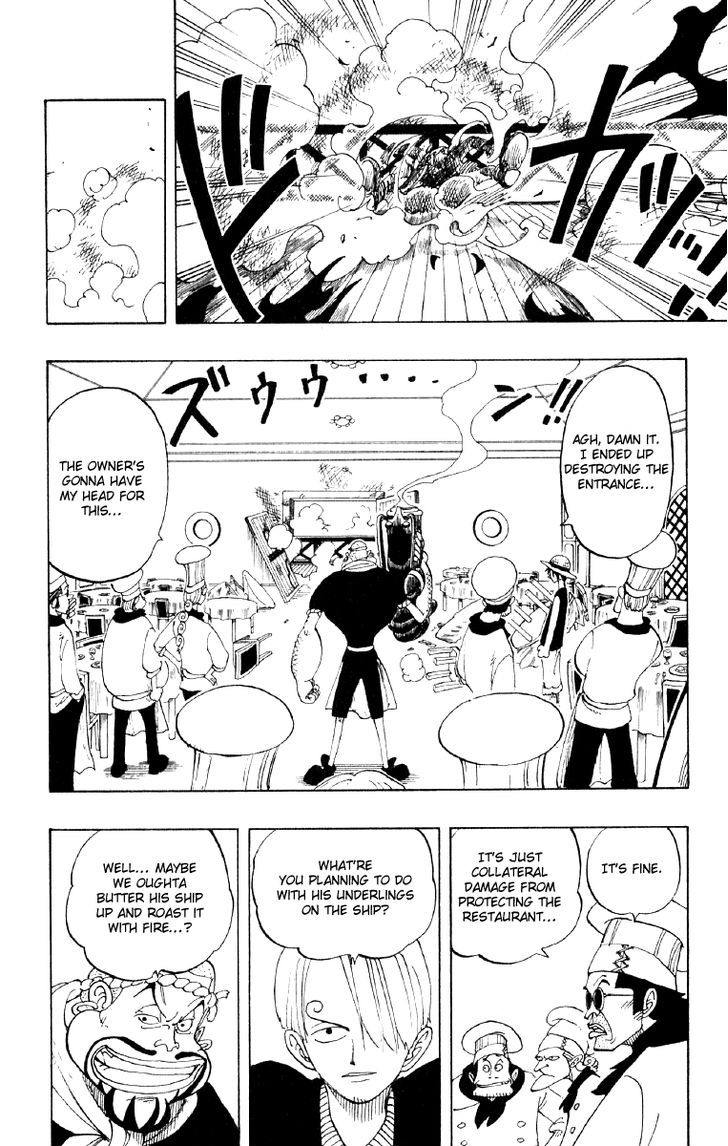 ドガッ
AGH, DAMN IT.
I ENDED UP
DESTROYING THE
ENTRANCE...
THE OWNER'S
GONNA HAVE
MY HEAD FOR
THIS...
ズゥゥ....ン!!
IT'S FINE.
IT'S JUST
COLLATERAL
DAMAGE FROM
PROTECTING THE
RESTAURANT...
WHAT'RE
YOU PLANNING TO DO
WITH HIS UNDERLINGS
ON THE SHIP?
WELL... MAYBE
WE OUGHTA
BUTTER HIS SHIP
UP AND ROAST IT
WITH FIRE...?